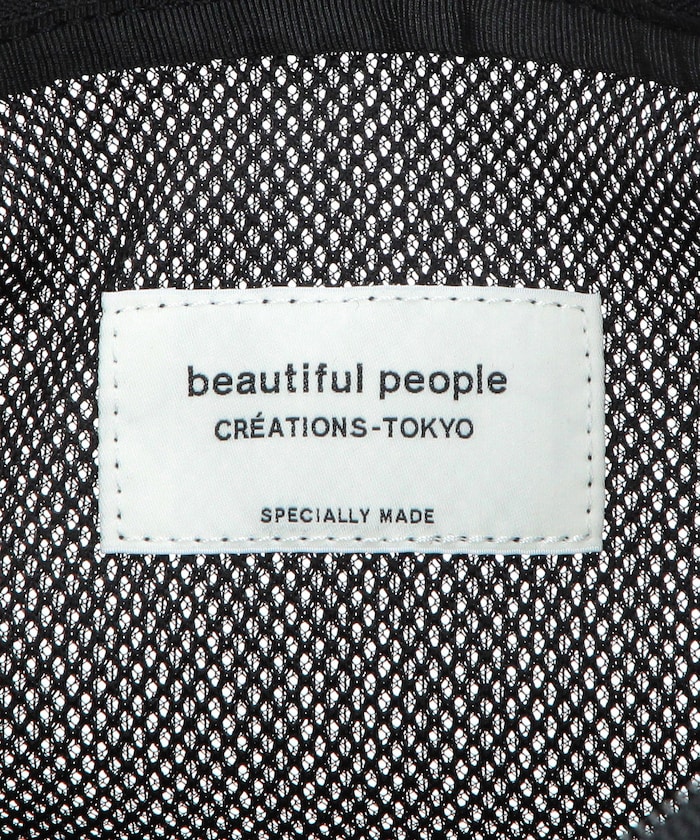 beautiful people
CRÉATIONS-TOKYO
SPECIALLY MADE